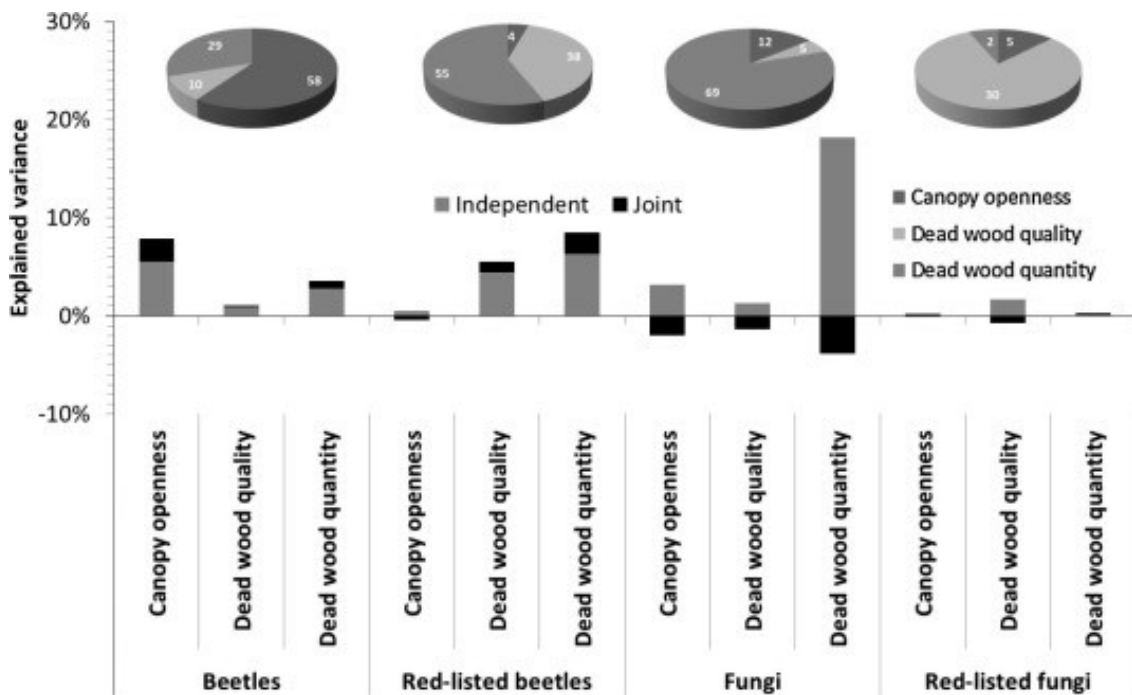 30%
20%
10%
0%
-10%
Explained variance
29
10
58
4
38
55
12
5
69
2
5
30
Independent
Joint
Canopy openness
Dead wood quality
Dead wood quantity
Canopy openness
Dead wood quality
Dead wood quantity
Canopy openness
Dead wood quality
Dead wood quantity
Canopy openness
Dead wood quality
Dead wood quantity
Canopy openness
Dead wood quality
Dead wood quantity
Beetles
Red-listed beetles
Fungi
Red-listed fungi